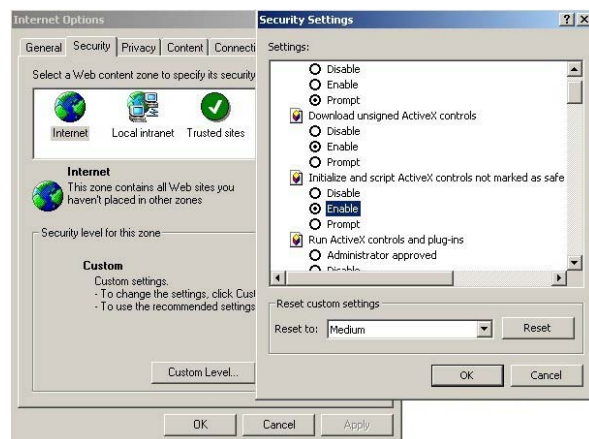 Internet Options
General Security Privacy Content Connecti
Select a Web content zone to specify its security
Internet Local intranet Trusted sites
Internet
This zone contains all Web sites you
haven't placed in other zones
Security level for this zone
Custom
Custom settings.
- To change the settings, click Cust
- To use the recommended settings
Custom Level...
OK Cancel Apply
Security Settings
Settings:
Disable
Enable
Prompt
Download unsigned ActiveX controls
Disable
Enable
Prompt
Initialize and script ActiveX controls not marked as safe
Disable
Enable
Prompt
Run ActiveX controls and plug-ins
Administrator approved
Disable
Reset custom settings
Reset to: Medium Reset
OK Cancel